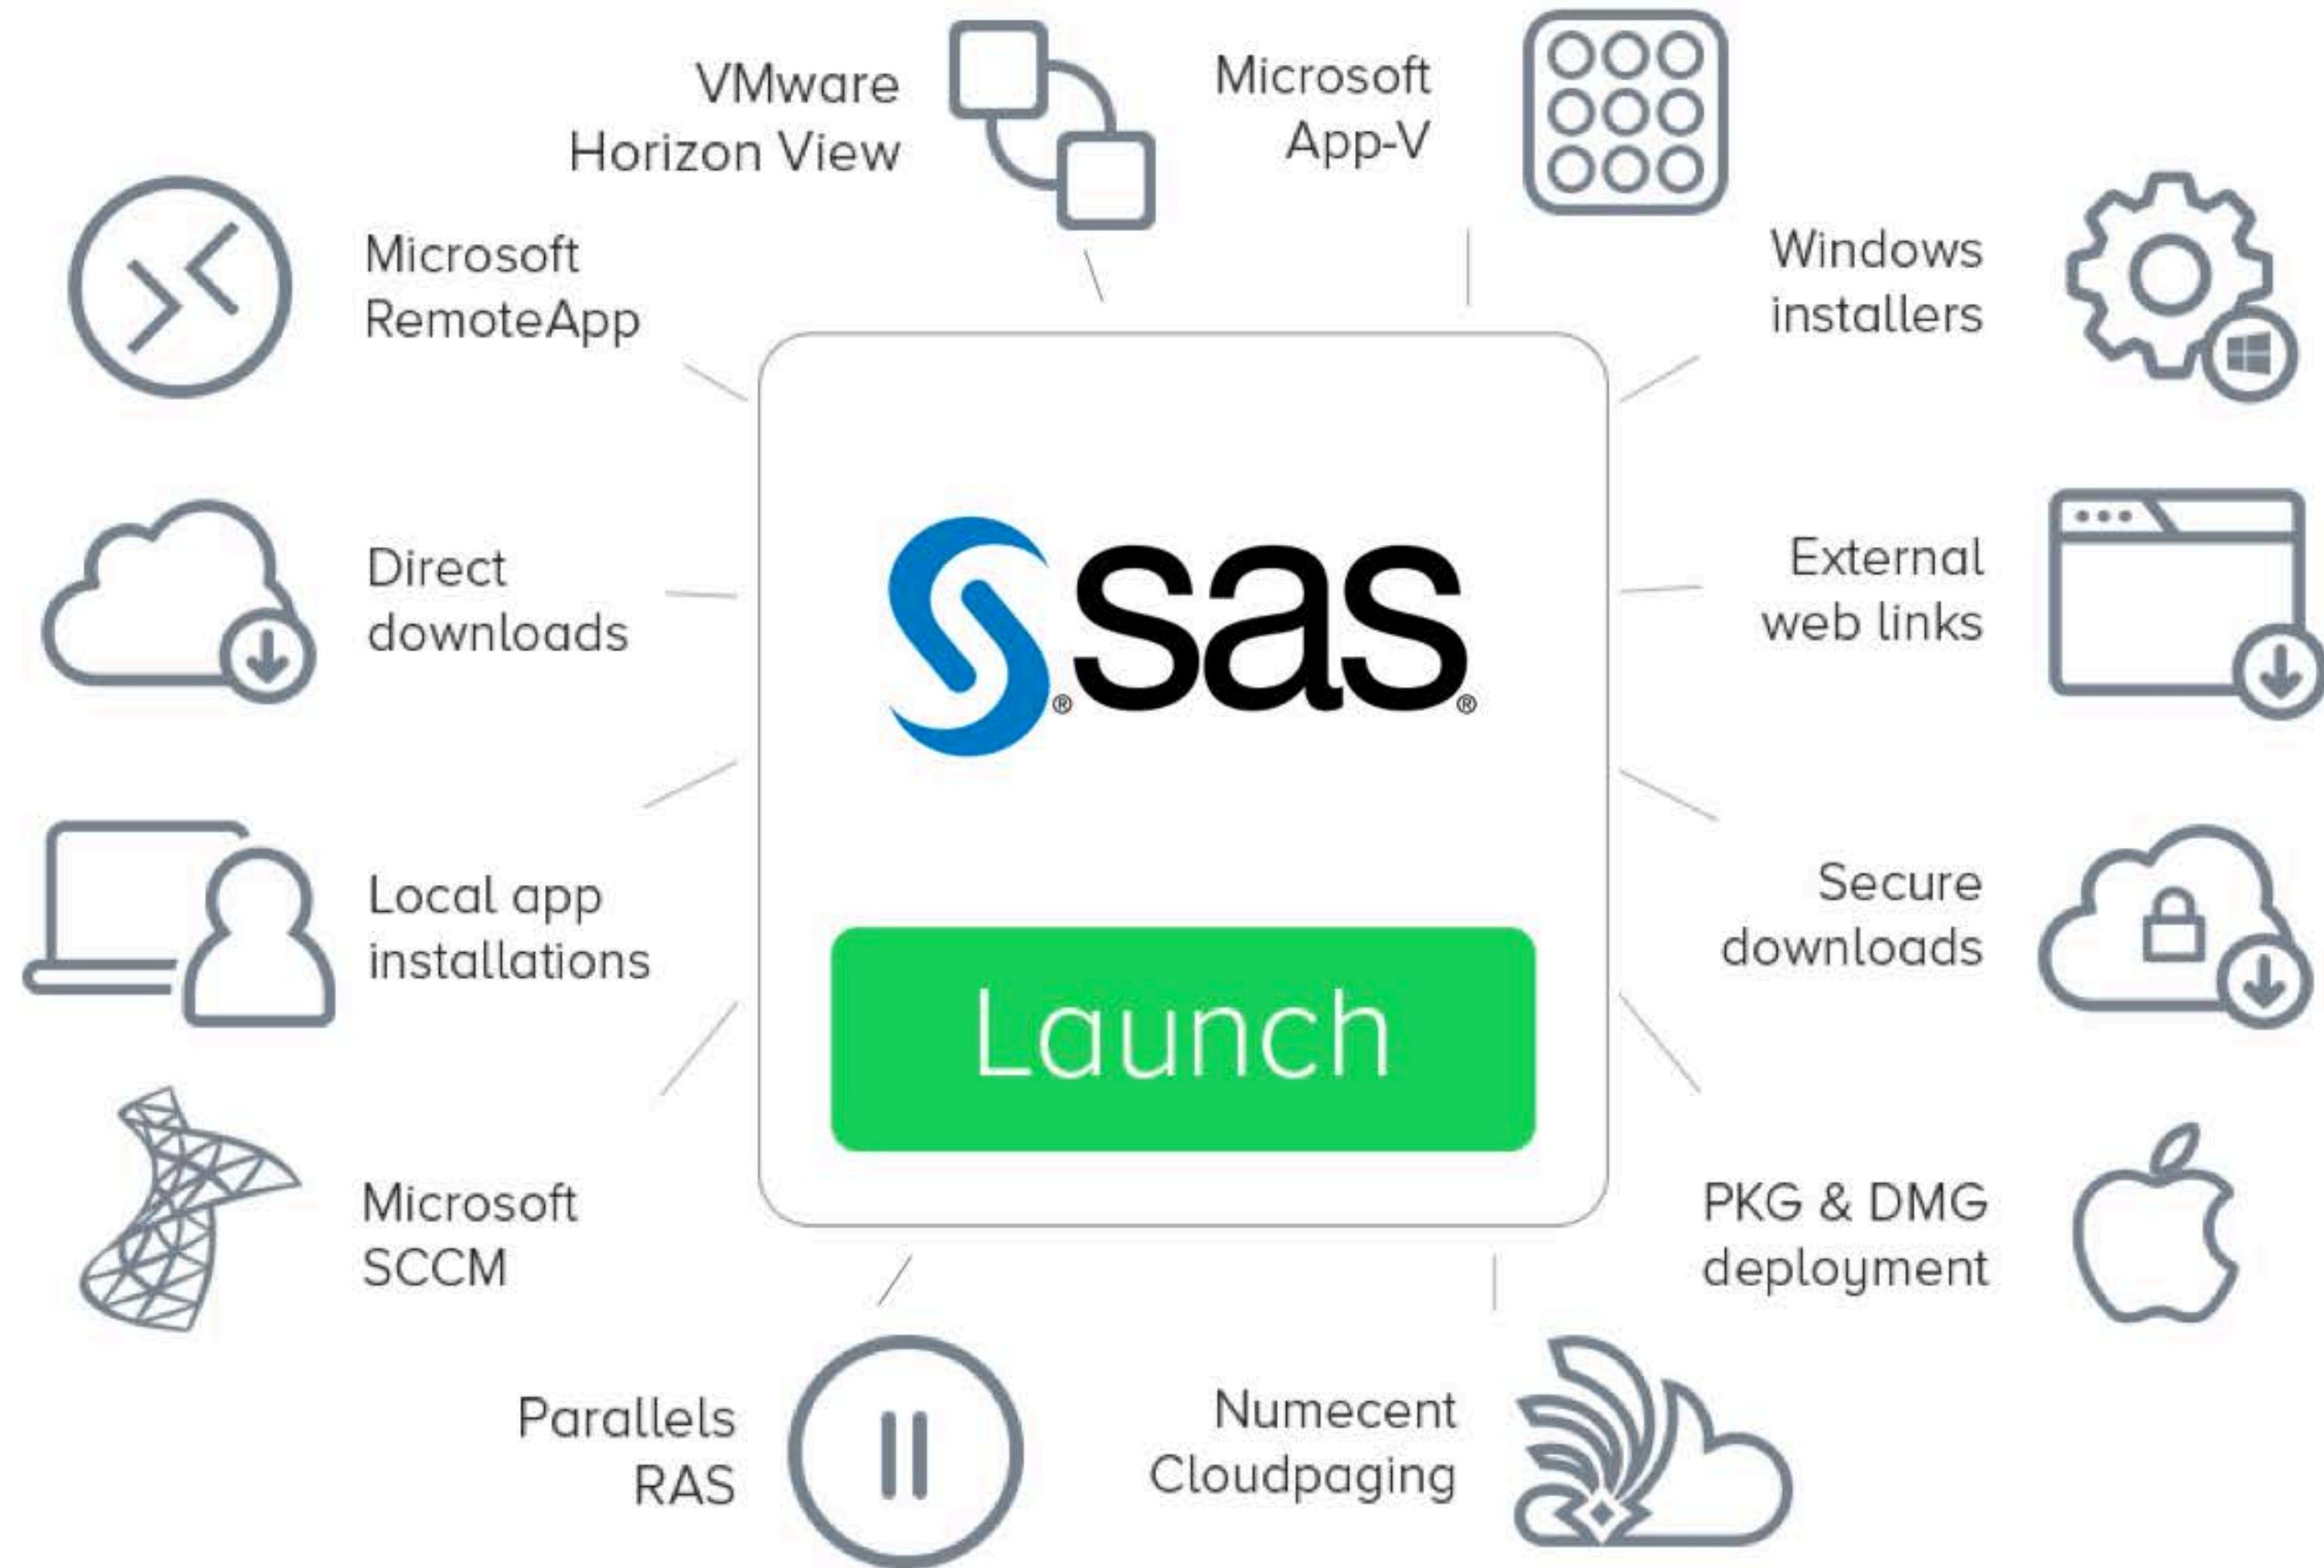 VMware
Horizon View
Microsoft
App-V
Microsoft
RemoteApp
Windows
installers
Direct
downloads
External
web links
sas
Local app
installations
Secure
downloads
Launch
Microsoft
SCCM
PKG & DMG
deployment
Parallels
RAS
Numecent
Cloudpaging